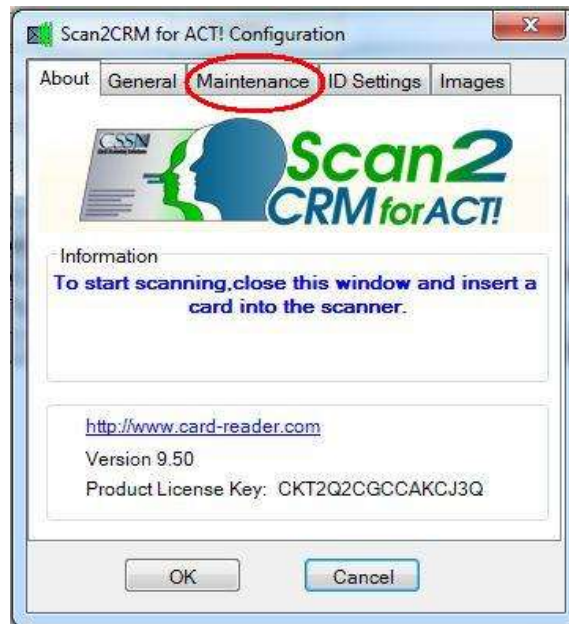 Scan2CRM for ACT! Configuration
About General Maintenance ID Settings Images
CSSN
Scan2
CRM for ACT!
Information
To start scanning,close this window and insert a
card into the scanner.
http://www.card-reader.com
Version 9.50
Product License Key: CKT2Q2CGCCAKCJ3Q
OK Cancel